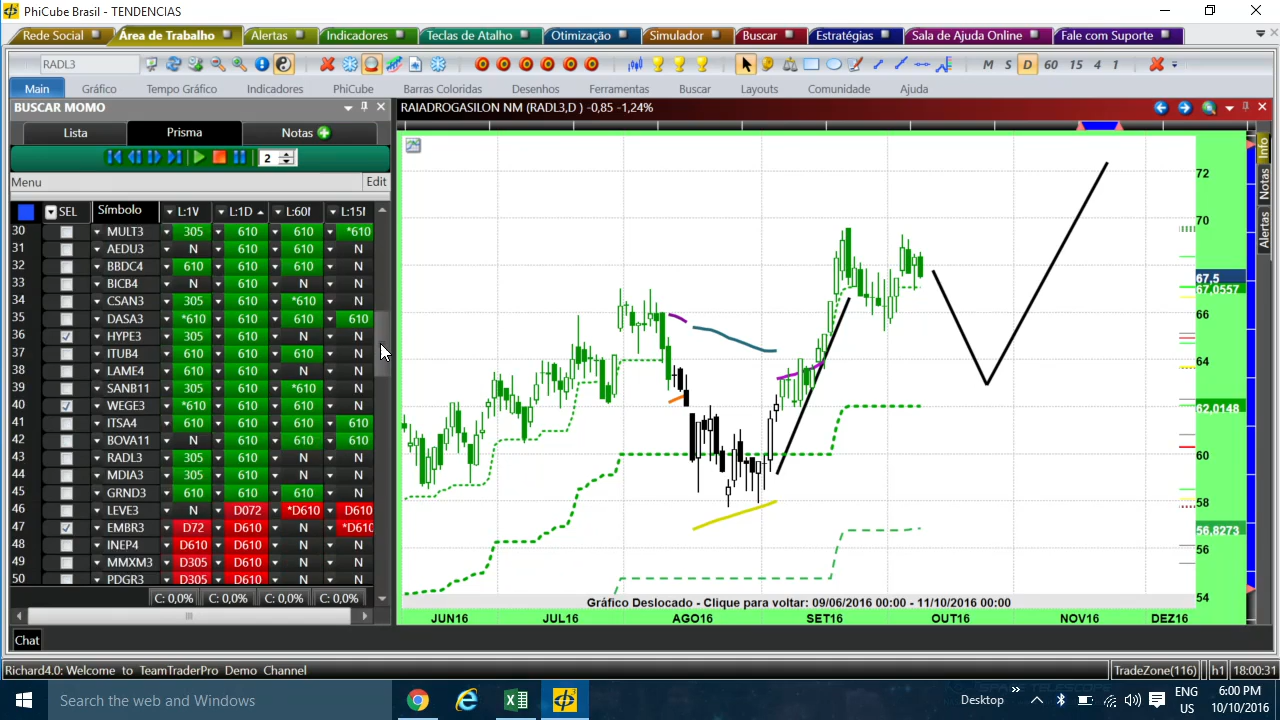 PhiCube Brasil - TENDENCIAS
Rede Social Área de Trabalho Alertas Indicadores Teclas de Atalho Otimização Simulador Buscar Estratégias Sala de Ajuda Online Fale com Suporte
RADL3 M S D 60 15 4 1
Main Gráfico Tempo Gráfico Indicadores PhiCube Barras Coloridas Desenhos Ferramentas Buscar Layouts Comunidade Ajuda
BUSCAR MOMO
RAIADROGASILON NM (RADL3,D ) -0,85 -1,24%
Lista Prisma Notas
2
Menu Edit
SEL Símbolo L:1V L:1D L:60I L:15I
30 MULT3 305 610 610 *610
31 AEDU3 N 610 610 N
32 BBDC4 610 610 610 N
33 BICB4 N 610 N N
34 CSAN3 305 610 *610 N
35 DASA3 *610 610 610 610
36 HYPE3 305 610 N N
37 ITUB4 610 610 610 N
38 LAME4 610 610 N N
39 SANB11 305 610 *610 N
40 WEGE3 *610 610 N N
41 ITSA4 610 610 610 610
42 BOVA11 N 610 610 610
43 RADL3 305 610 N N
44 MDIA3 305 610 N N
45 GRND3 610 610 610 N
46 LEVE3 N D072 *D610 D610
47 EMBR3 D72 D610 N *D610
48 INEP4 D610 D610 N N
49 MMXM3 D305 D610 N N
50 PDGR3 D305 D610 N N
C: 0,0% C: 0,0% C: 0,0% C: 0,0%
72
70
67,5
67,0557
66
64
62,0148
60
58
56,8273
56
54
Gráfico Deslocado - Clique para voltar: 09/06/2016 00:00 - 11/10/2016 00:00
JUN16 JUL16 AGO16 SET16 OUT16 NOV16 DEZ16
Info
Notas
Alertas
Chat
Richard4.0: Welcome to TeamTraderPro Demo Channel
TradeZone(116) h1 18:00:31
Search the web and Windows
Desktop
ENG
US
6:00 PM
10/10/2016